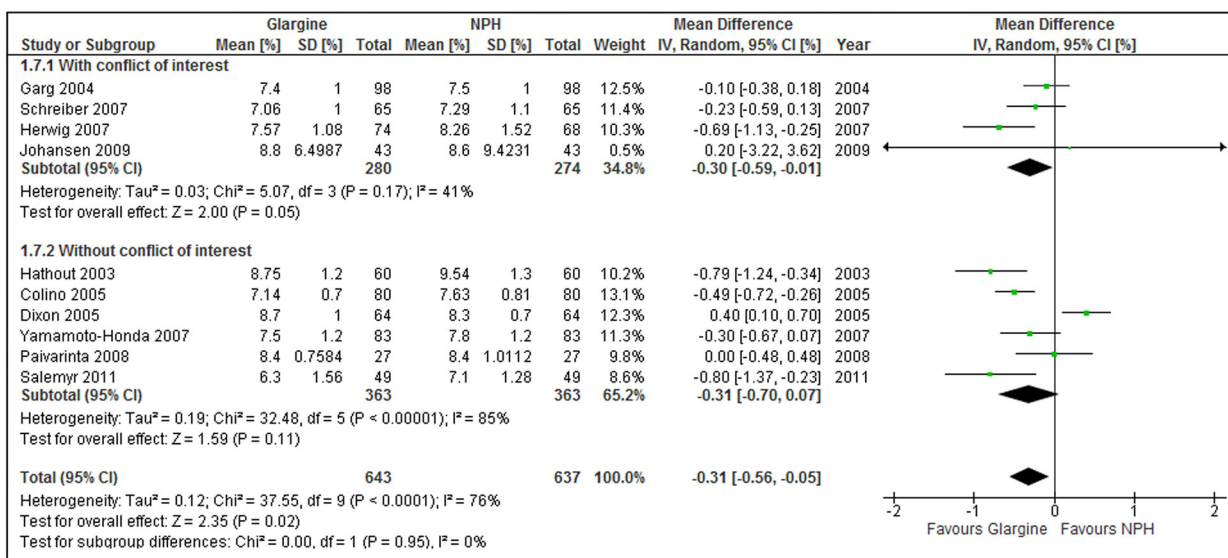 Glargine NPH Mean Difference Mean Difference
Study or Subgroup Mean [%] SD [%] Total Mean [%] SD [%] Total Weight IV, Random, 95% CI [%] Year IV, Random, 95% CI [%]
1.7.1 With conflict of interest
Garg 2004 7.4 1 98 7.5 1 98 12.5% -0.10 [-0.38, 0.18] 2004
Schreiber 2007 7.06 1 65 7.29 1.1 65 11.4% -0.23 [-0.59, 0.13] 2007
Herwig 2007 7.57 1.08 74 8.26 1.52 68 10.3% -0.69 [-1.13, -0.25] 2007
Johansen 2009 8.8 6.4987 43 8.6 9.4231 43 0.5% 0.20 [-3.22, 3.62] 2009
Subtotal (95% CI) 280 274 34.8% -0.30 [-0.59, -0.01]
Heterogeneity: Tau² = 0.03; Chi² = 5.07, df = 3 (P = 0.17); I² = 41%
Test for overall effect: Z = 2.00 (P = 0.05)
1.7.2 Without conflict of interest
Hathout 2003 8.75 1.2 60 9.54 1.3 60 10.2% -0.79 [-1.24, -0.34] 2003
Colino 2005 7.14 0.7 80 7.63 0.81 80 13.1% -0.49 [-0.72, -0.26] 2005
Dixon 2005 8.7 1 64 8.3 0.7 64 12.3% 0.40 [0.10, 0.70] 2005
Yamamoto-Honda 2007 7.5 1.2 83 7.8 1.2 83 11.3% -0.30 [-0.67, 0.07] 2007
Paivarinta 2008 8.4 0.7584 27 8.4 1.0112 27 9.8% 0.00 [-0.48, 0.48] 2008
Salemyr 2011 6.3 1.56 49 7.1 1.28 49 8.6% -0.80 [-1.37, -0.23] 2011
Subtotal (95% CI) 363 363 65.2% -0.31 [-0.70, 0.07]
Heterogeneity: Tau² = 0.19; Chi² = 32.48, df = 5 (P < 0.00001); I² = 85%
Test for overall effect: Z = 1.59 (P = 0.11)
Total (95% CI) 643 637 100.0% -0.31 [-0.56, -0.05]
Heterogeneity: Tau² = 0.12; Chi² = 37.55, df = 9 (P < 0.0001); I² = 76%
Test for overall effect: Z = 2.35 (P = 0.02)
Test for subgroup differences: Chi² = 0.00, df = 1 (P = 0.95), I² = 0%
-2 -1 0 1 2
Favours Glargine Favours NPH